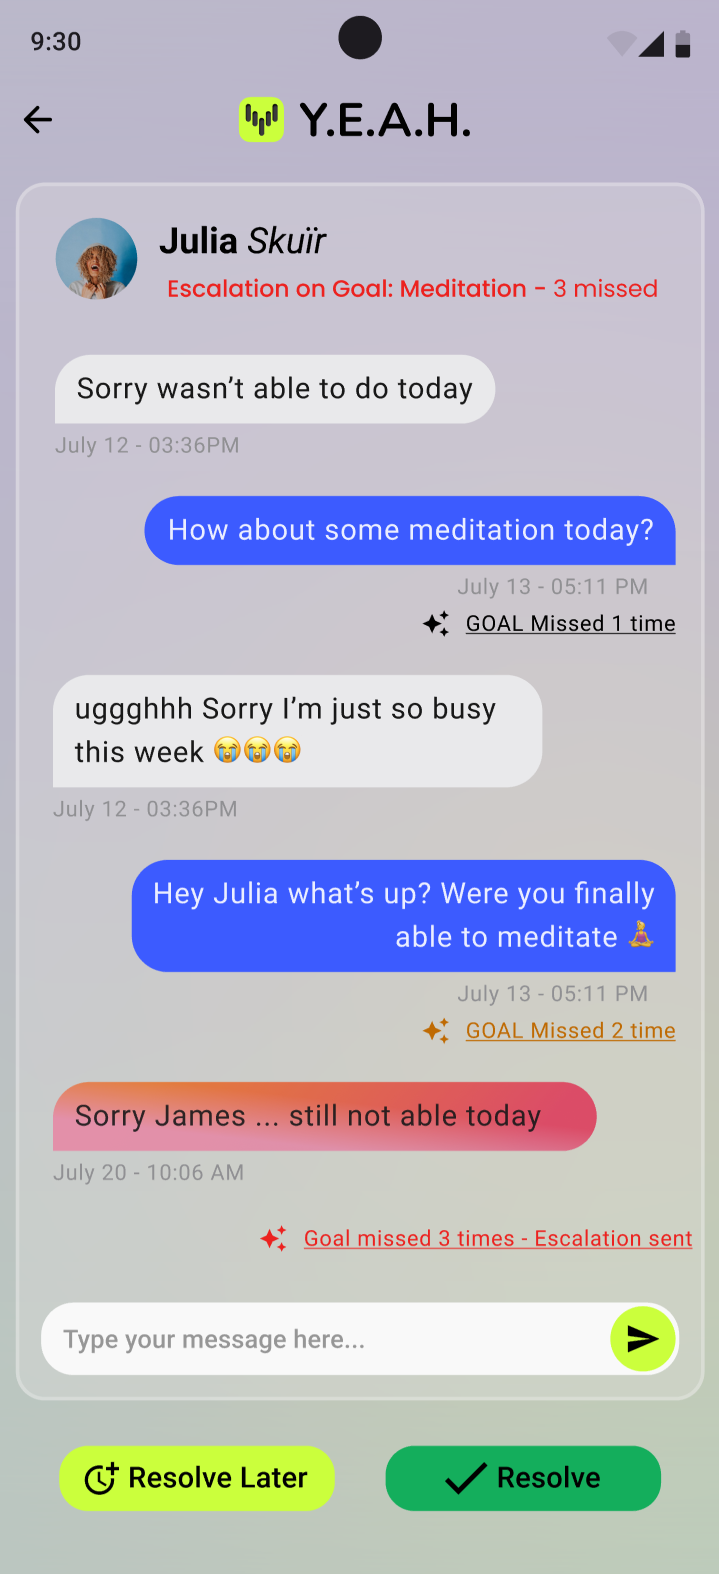 9:30
Y.E.A.H.
Julia Skuïr
Escalation on Goal: Meditation - 3 missed
Sorry wasn’t able to do today
July 12 - 03:36PM
How about some meditation today?
July 13 - 05:11 PM
GOAL Missed 1 time
uggghhh Sorry I’m just so busy
this week 😭😭😭
July 12 - 03:36PM
Hey Julia what’s up? Were you finally
able to meditate 🧘
July 13 - 05:11 PM
GOAL Missed 2 time
Sorry James ... still not able today
July 20 - 10:06 AM
Goal missed 3 times - Escalation sent
Type your message here...
Resolve Later
Resolve